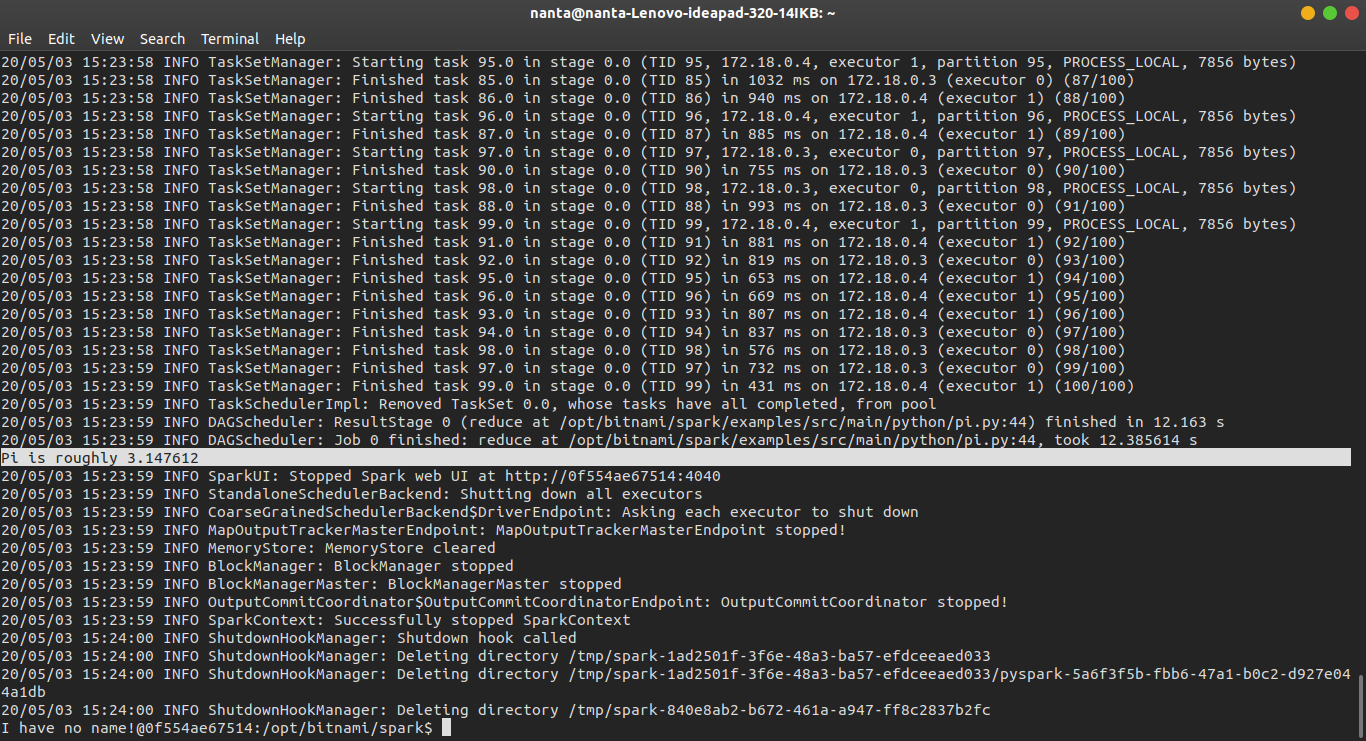 nanta@nanta-Lenovo-ideapad-320-14IKB: ~
File Edit View Search Terminal Help
20/05/03 15:23:58 INFO TaskSetManager: Starting task 95.0 in stage 0.0 (TID 95, 172.18.0.4, executor 1, partition 95, PROCESS_LOCAL, 7856 bytes)
20/05/03 15:23:58 INFO TaskSetManager: Finished task 85.0 in stage 0.0 (TID 85) in 1032 ms on 172.18.0.3 (executor 0) (87/100)
20/05/03 15:23:58 INFO TaskSetManager: Finished task 86.0 in stage 0.0 (TID 86) in 940 ms on 172.18.0.4 (executor 1) (88/100)
20/05/03 15:23:58 INFO TaskSetManager: Starting task 96.0 in stage 0.0 (TID 96, 172.18.0.4, executor 1, partition 96, PROCESS_LOCAL, 7856 bytes)
20/05/03 15:23:58 INFO TaskSetManager: Finished task 87.0 in stage 0.0 (TID 87) in 885 ms on 172.18.0.4 (executor 1) (89/100)
20/05/03 15:23:58 INFO TaskSetManager: Starting task 97.0 in stage 0.0 (TID 97, 172.18.0.3, executor 0, partition 97, PROCESS_LOCAL, 7856 bytes)
20/05/03 15:23:58 INFO TaskSetManager: Finished task 90.0 in stage 0.0 (TID 90) in 755 ms on 172.18.0.3 (executor 0) (90/100)
20/05/03 15:23:58 INFO TaskSetManager: Starting task 98.0 in stage 0.0 (TID 98, 172.18.0.3, executor 0, partition 98, PROCESS_LOCAL, 7856 bytes)
20/05/03 15:23:58 INFO TaskSetManager: Finished task 88.0 in stage 0.0 (TID 88) in 993 ms on 172.18.0.3 (executor 0) (91/100)
20/05/03 15:23:58 INFO TaskSetManager: Starting task 99.0 in stage 0.0 (TID 99, 172.18.0.4, executor 1, partition 99, PROCESS_LOCAL, 7856 bytes)
20/05/03 15:23:58 INFO TaskSetManager: Finished task 91.0 in stage 0.0 (TID 91) in 881 ms on 172.18.0.4 (executor 1) (92/100)
20/05/03 15:23:58 INFO TaskSetManager: Finished task 92.0 in stage 0.0 (TID 92) in 819 ms on 172.18.0.3 (executor 0) (93/100)
20/05/03 15:23:58 INFO TaskSetManager: Finished task 95.0 in stage 0.0 (TID 95) in 653 ms on 172.18.0.4 (executor 1) (94/100)
20/05/03 15:23:58 INFO TaskSetManager: Finished task 96.0 in stage 0.0 (TID 96) in 669 ms on 172.18.0.4 (executor 1) (95/100)
20/05/03 15:23:58 INFO TaskSetManager: Finished task 93.0 in stage 0.0 (TID 93) in 807 ms on 172.18.0.4 (executor 1) (96/100)
20/05/03 15:23:58 INFO TaskSetManager: Finished task 94.0 in stage 0.0 (TID 94) in 837 ms on 172.18.0.3 (executor 0) (97/100)
20/05/03 15:23:58 INFO TaskSetManager: Finished task 98.0 in stage 0.0 (TID 98) in 576 ms on 172.18.0.3 (executor 0) (98/100)
20/05/03 15:23:59 INFO TaskSetManager: Finished task 97.0 in stage 0.0 (TID 97) in 732 ms on 172.18.0.3 (executor 0) (99/100)
20/05/03 15:23:59 INFO TaskSetManager: Finished task 99.0 in stage 0.0 (TID 99) in 431 ms on 172.18.0.4 (executor 1) (100/100)
20/05/03 15:23:59 INFO TaskSchedulerImpl: Removed TaskSet 0.0, whose tasks have all completed, from pool
20/05/03 15:23:59 INFO DAGScheduler: ResultStage 0 (reduce at /opt/bitnami/spark/examples/src/main/python/pi.py:44) finished in 12.163 s
20/05/03 15:23:59 INFO DAGScheduler: Job 0 finished: reduce at /opt/bitnami/spark/examples/src/main/python/pi.py:44, took 12.385614 s
Pi is roughly 3.147612
20/05/03 15:23:59 INFO SparkUI: Stopped Spark web UI at http://0f554ae67514:4040
20/05/03 15:23:59 INFO StandaloneSchedulerBackend: Shutting down all executors
20/05/03 15:23:59 INFO CoarseGrainedSchedulerBackend$DriverEndpoint: Asking each executor to shut down
20/05/03 15:23:59 INFO MapOutputTrackerMasterEndpoint: MapOutputTrackerMasterEndpoint stopped!
20/05/03 15:23:59 INFO MemoryStore: MemoryStore cleared
20/05/03 15:23:59 INFO BlockManager: BlockManager stopped
20/05/03 15:23:59 INFO BlockManagerMaster: BlockManagerMaster stopped
20/05/03 15:23:59 INFO OutputCommitCoordinator$OutputCommitCoordinatorEndpoint: OutputCommitCoordinator stopped!
20/05/03 15:23:59 INFO SparkContext: Successfully stopped SparkContext
20/05/03 15:24:00 INFO ShutdownHookManager: Shutdown hook called
20/05/03 15:24:00 INFO ShutdownHookManager: Deleting directory /tmp/spark-1ad2501f-3f6e-48a3-ba57-efdceeaed033
20/05/03 15:24:00 INFO ShutdownHookManager: Deleting directory /tmp/spark-1ad2501f-3f6e-48a3-ba57-efdceeaed033/pyspark-5a6f3f5b-fbb6-47a1-b0c2-d927e04
4a1db
20/05/03 15:24:00 INFO ShutdownHookManager: Deleting directory /tmp/spark-840e8ab2-b672-461a-a947-ff8c2837b2fc
I have no name!@0f554ae67514:/opt/bitnami/spark$